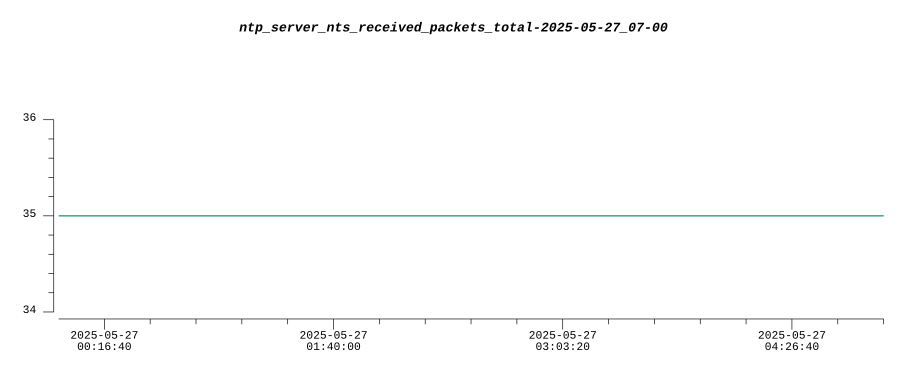 ntp_server_nts_received_packets_total-2025-05-27_07-00
36
35
34
2025-05-27 2025-05-27 2025-05-27 2025-05-27
00:16:40 01:40:00 03:03:20 04:26:40